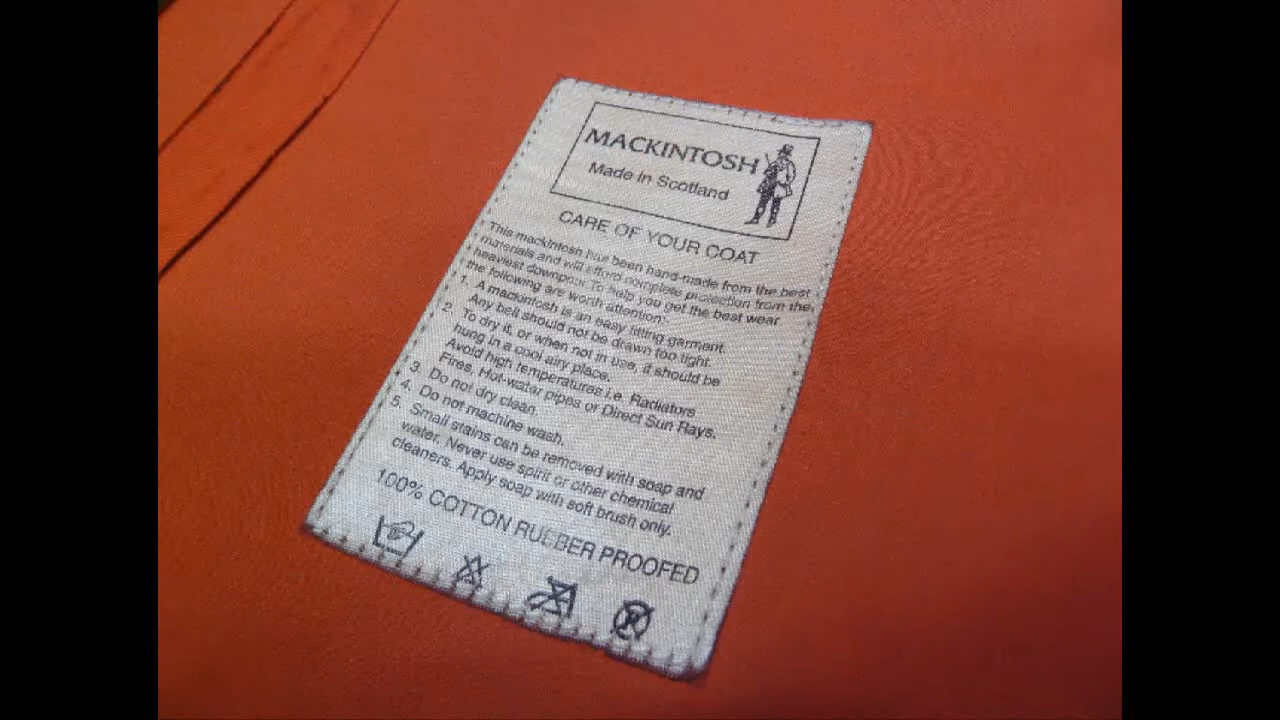 MACKINTOSH
Made in Scotland
CARE OF YOUR COAT
This mackintosh has been hand-made from the best
materials and will afford complete protection from the
heaviest downpour. To help you get the best wear
the following are worth attention:
1. A mackintosh is an easy fitting garment.
Any belt should not be drawn too tight.
2. To dry it, or when not in use, it should be
hung in a cool airy place.
Avoid high temperatures i.e. Radiators
Fires, Hot-water pipes or Direct Sun Rays.
3. Do not dry clean.
4. Do not machine wash.
5. Small stains can be removed with soap and
water. Never use spirit or other chemical
cleaners. Apply soap with soft brush only.
100% COTTON RUBBER PROOFED